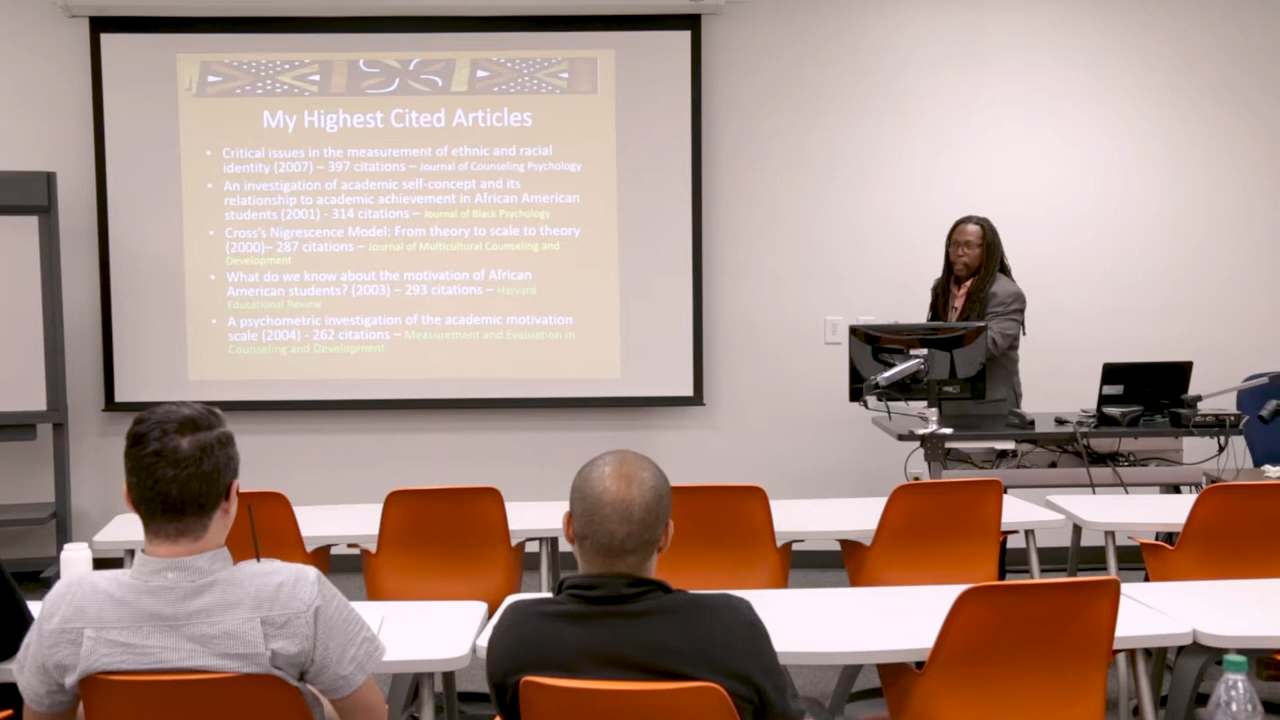 My Highest Cited Articles
• Critical issues in the measurement of ethnic and racial
identity (2007) – 397 citations – Journal of Counseling Psychology
• An investigation of academic self-concept and its
relationship to academic achievement in African American
students (2001) - 314 citations – Journal of Black Psychology
• Cross's Nigrescence Model: From theory to scale to theory
(2000)– 287 citations – Journal of Multicultural Counseling and
Development
• What do we know about the motivation of African
American students? (2003) – 293 citations – Harvard
Educational Review
• A psychometric investigation of the academic motivation
scale (2004) - 262 citations – Measurement and Evaluation in
Counseling and Development